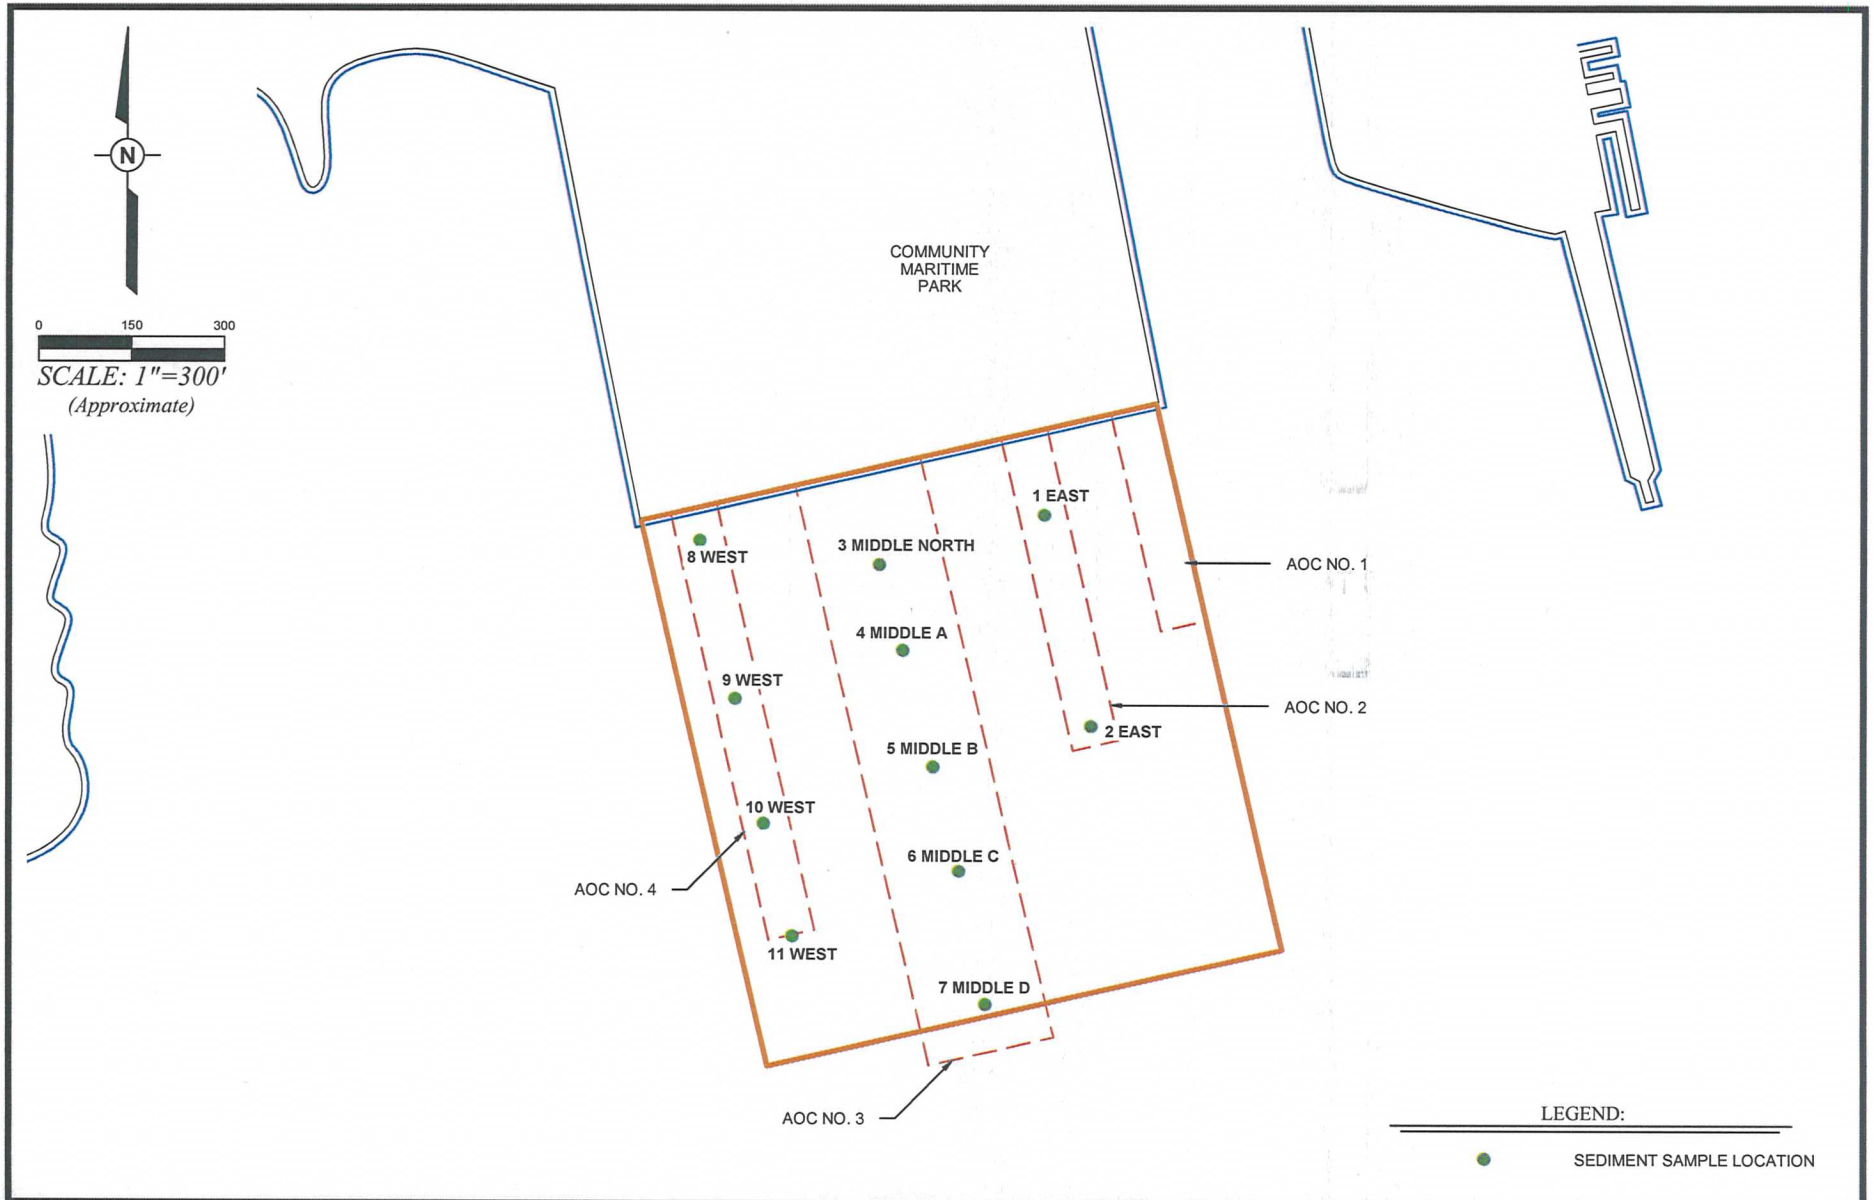 N
0 150 300
SCALE: 1"=300'
(Approximate)
COMMUNITY
MARITIME
PARK
1 EAST
3 MIDDLE NORTH
8 WEST
AOC NO. 1
4 MIDDLE A
9 WEST
AOC NO. 2
2 EAST
5 MIDDLE B
10 WEST
6 MIDDLE C
AOC NO. 4
11 WEST
7 MIDDLE D
AOC NO. 3
LEGEND:
SEDIMENT SAMPLE LOCATION